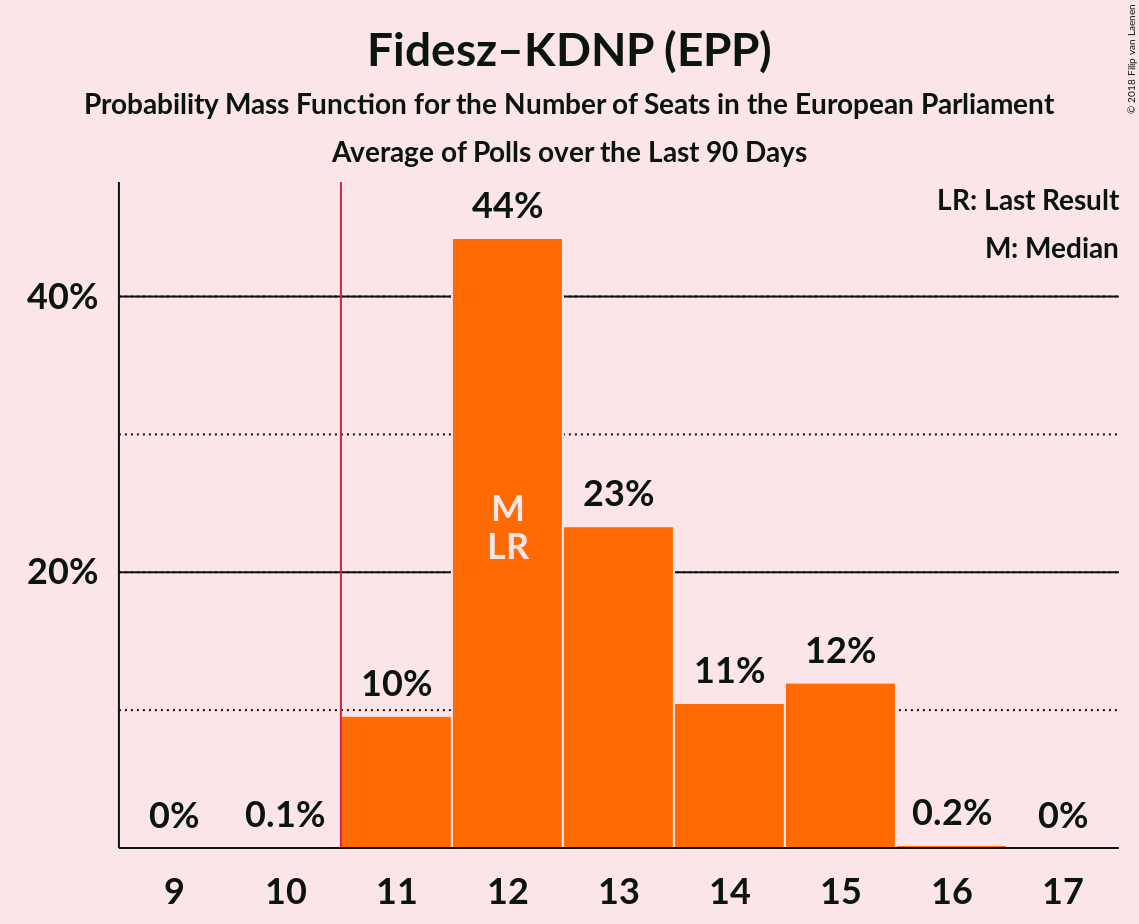 Fidesz–KDNP (EPP)
Probability Mass Function for the Number of Seats in the European Parliament
Average of Polls over the Last 90 Days
© 2018 Filip van Laenen
LR: Last Result
M: Median
40%
20%
0%
0.1%
10%
44%
23%
11%
12%
0.2%
0%
M
LR
9 10 11 12 13 14 15 16 17